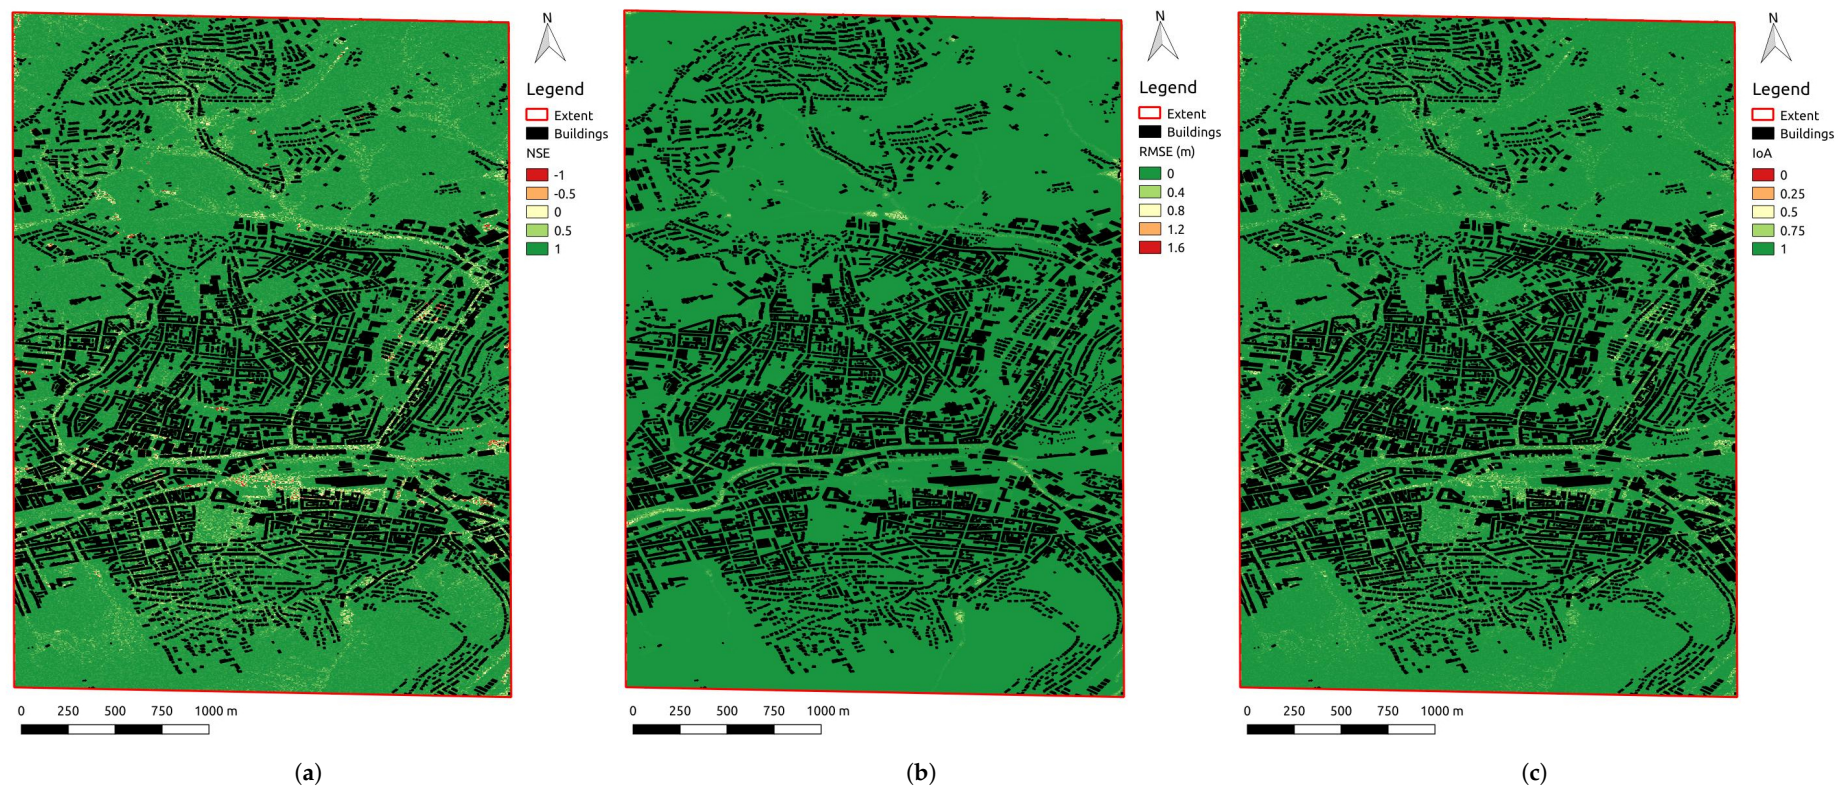 N
Legend
Extent
Buildings
NSE
-1
-0.5
0
0.5
1
0 250 500 750 1000 m
(a)
N
Legend
Extent
Buildings
RMSE (m)
0
0.4
0.8
1.2
1.6
0 250 500 750 1000 m
(b)
N
Legend
Extent
Buildings
IoA
0
0.25
0.5
0.75
1
0 250 500 750 1000 m
(c)